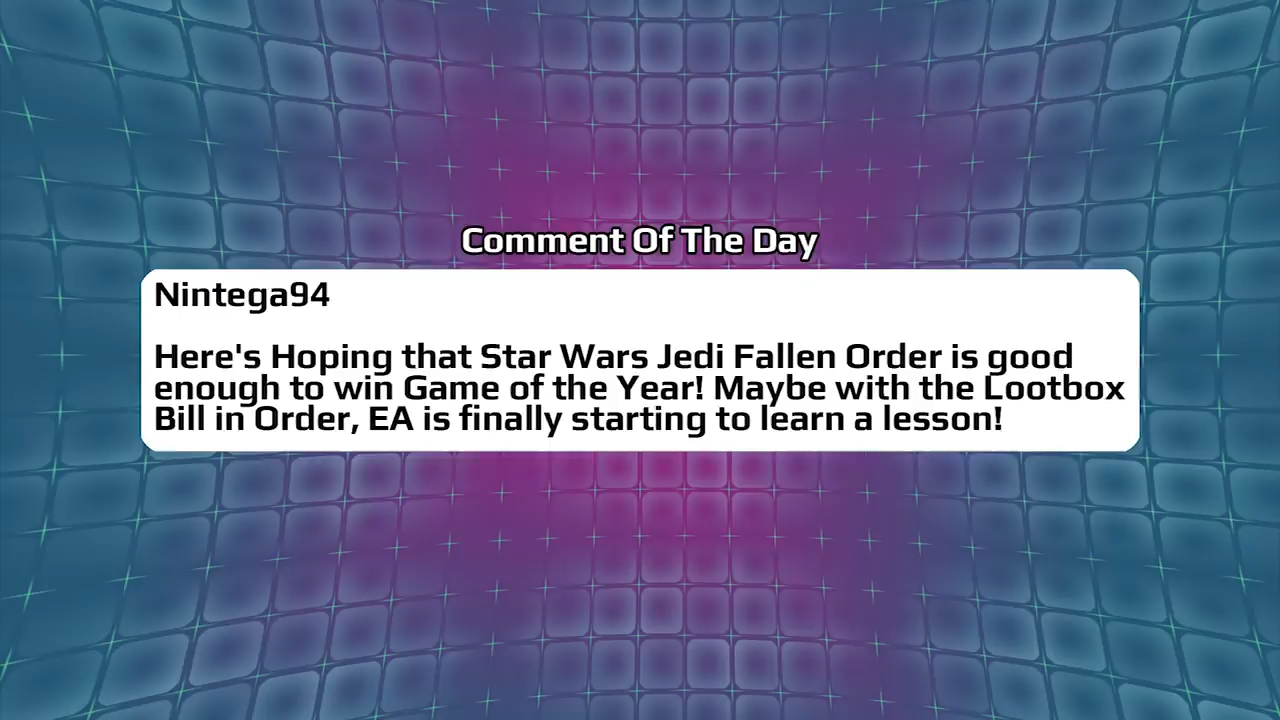 Comment Of The Day
Nintega94
Here's Hoping that Star Wars Jedi Fallen Order is good
enough to win Game of the Year! Maybe with the Lootbox
Bill in Order, EA is finally starting to learn a lesson!